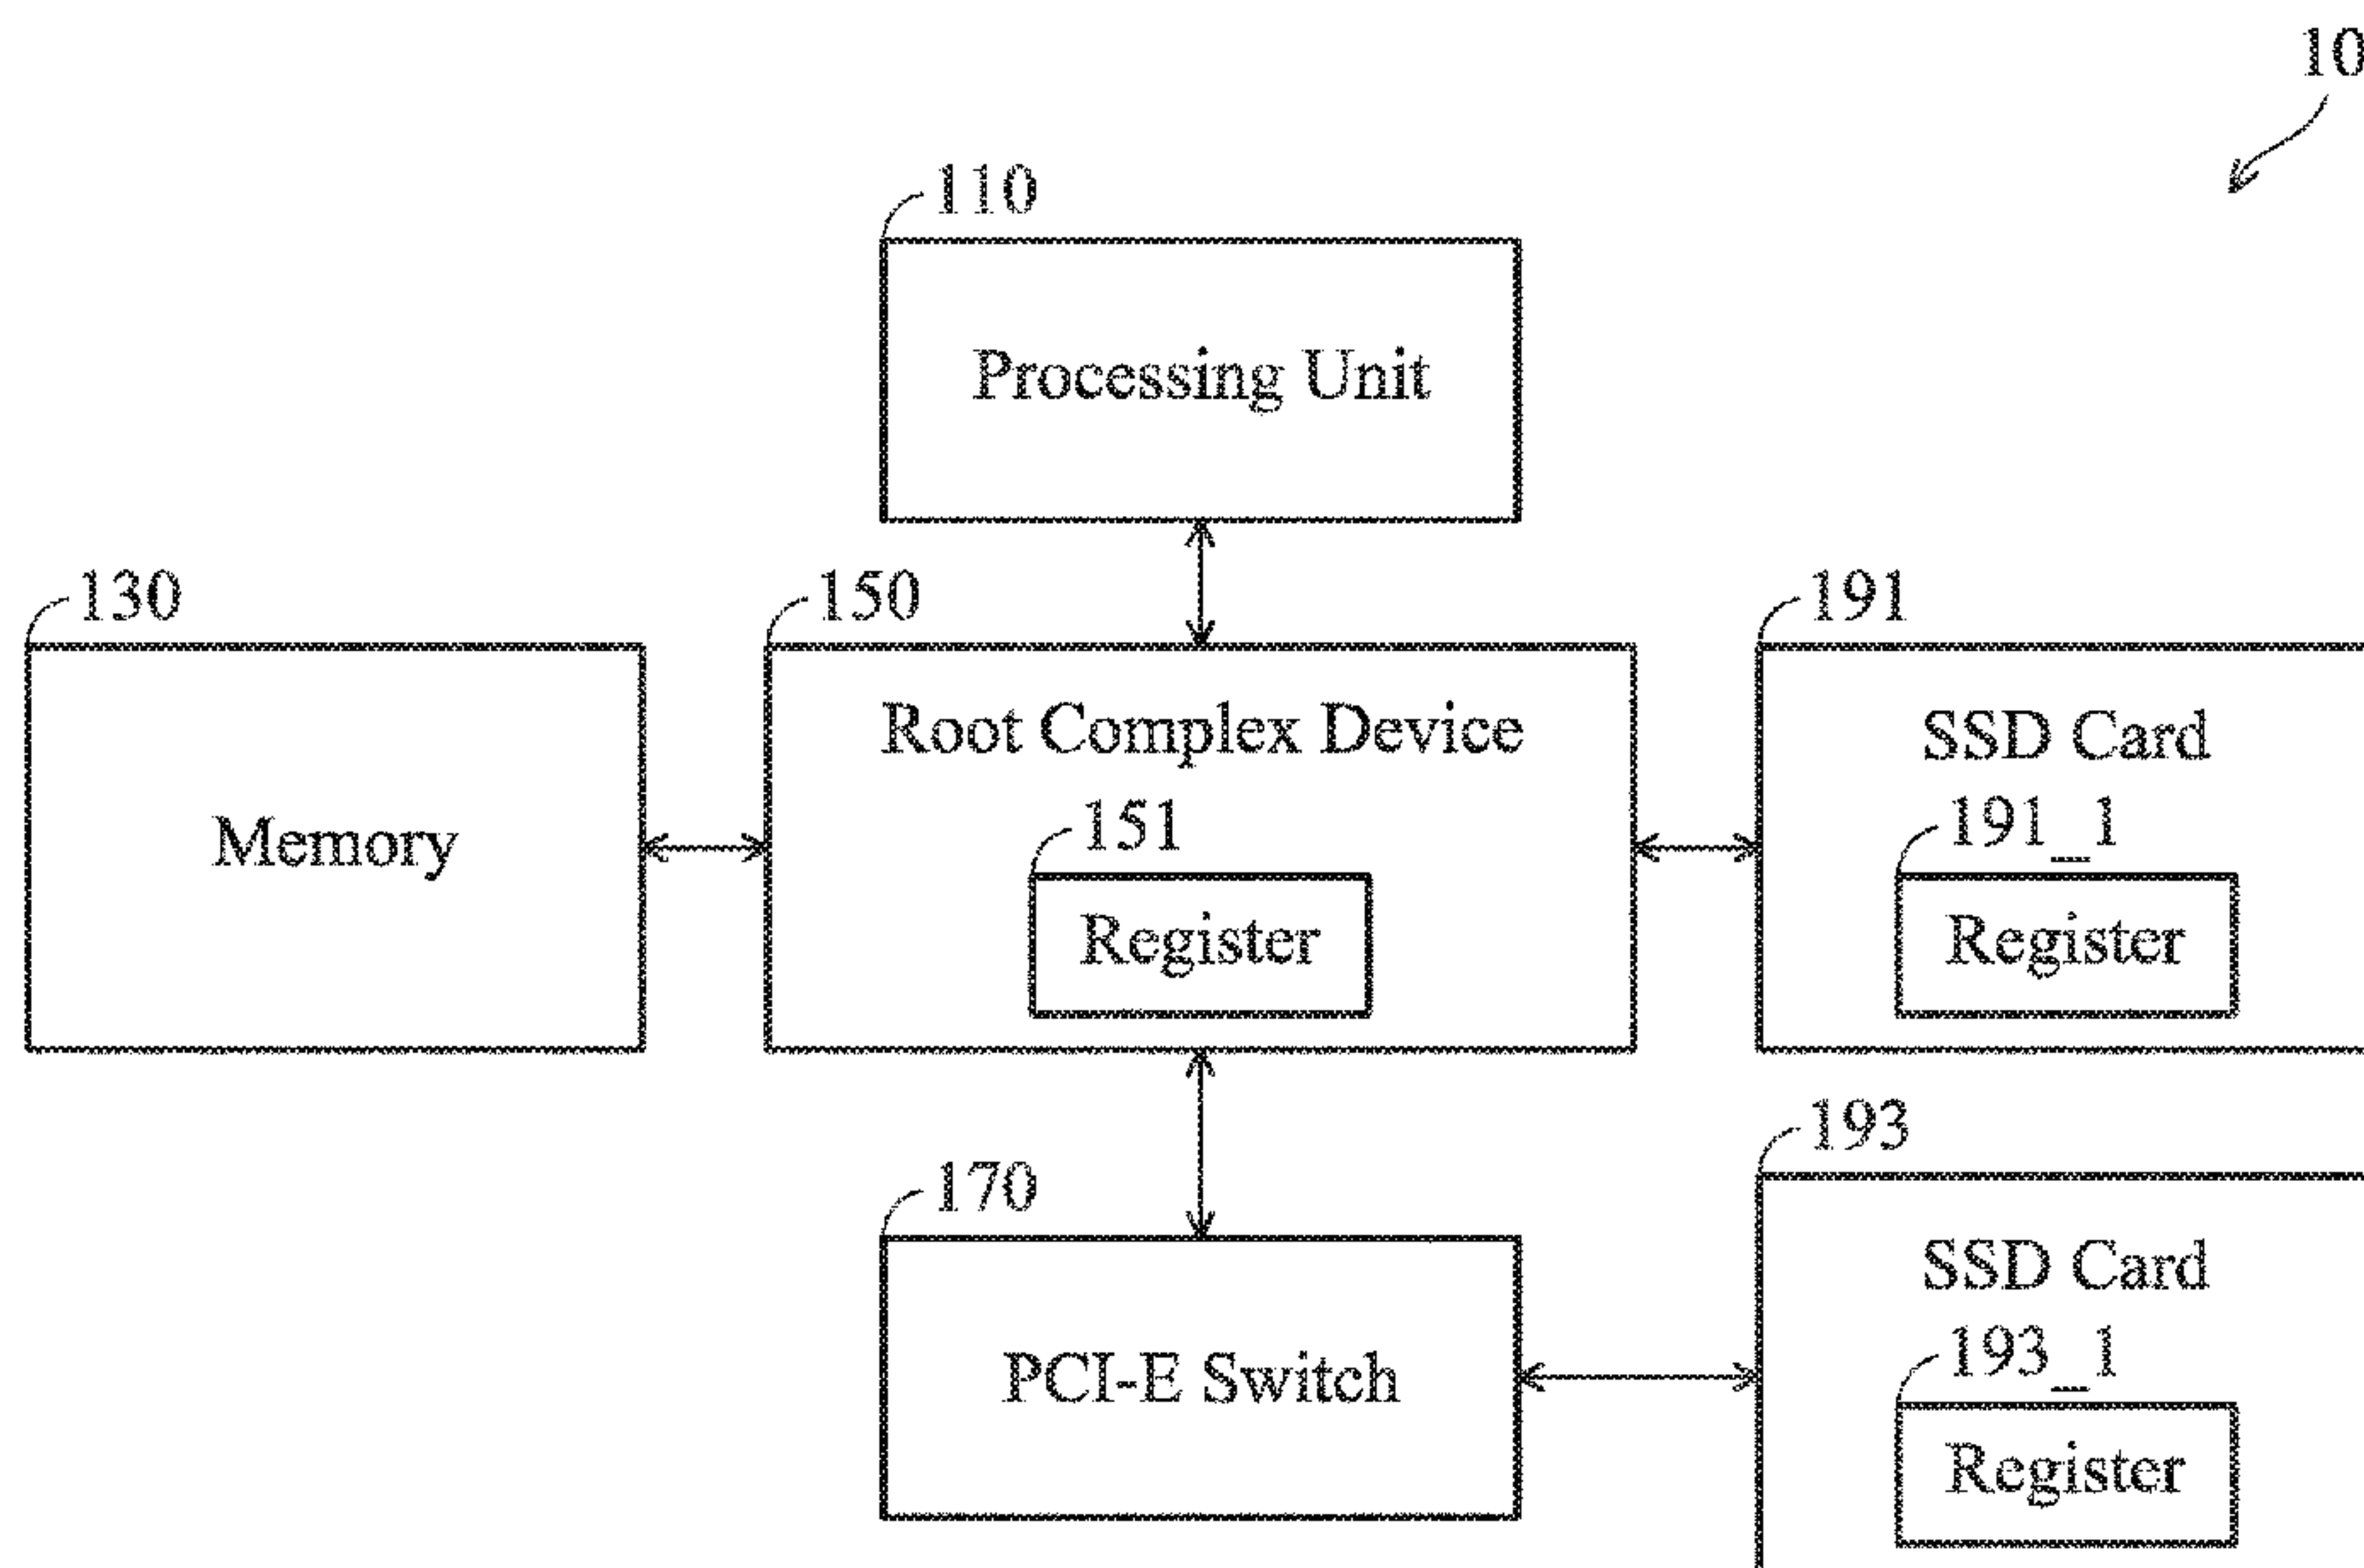 10
110
Processing Unit
130
150
191
Memory
Root Complex Device
151
Register
SSD Card
191_1
Register
170
PCI-E Switch
193
SSD Card
193_1
Register